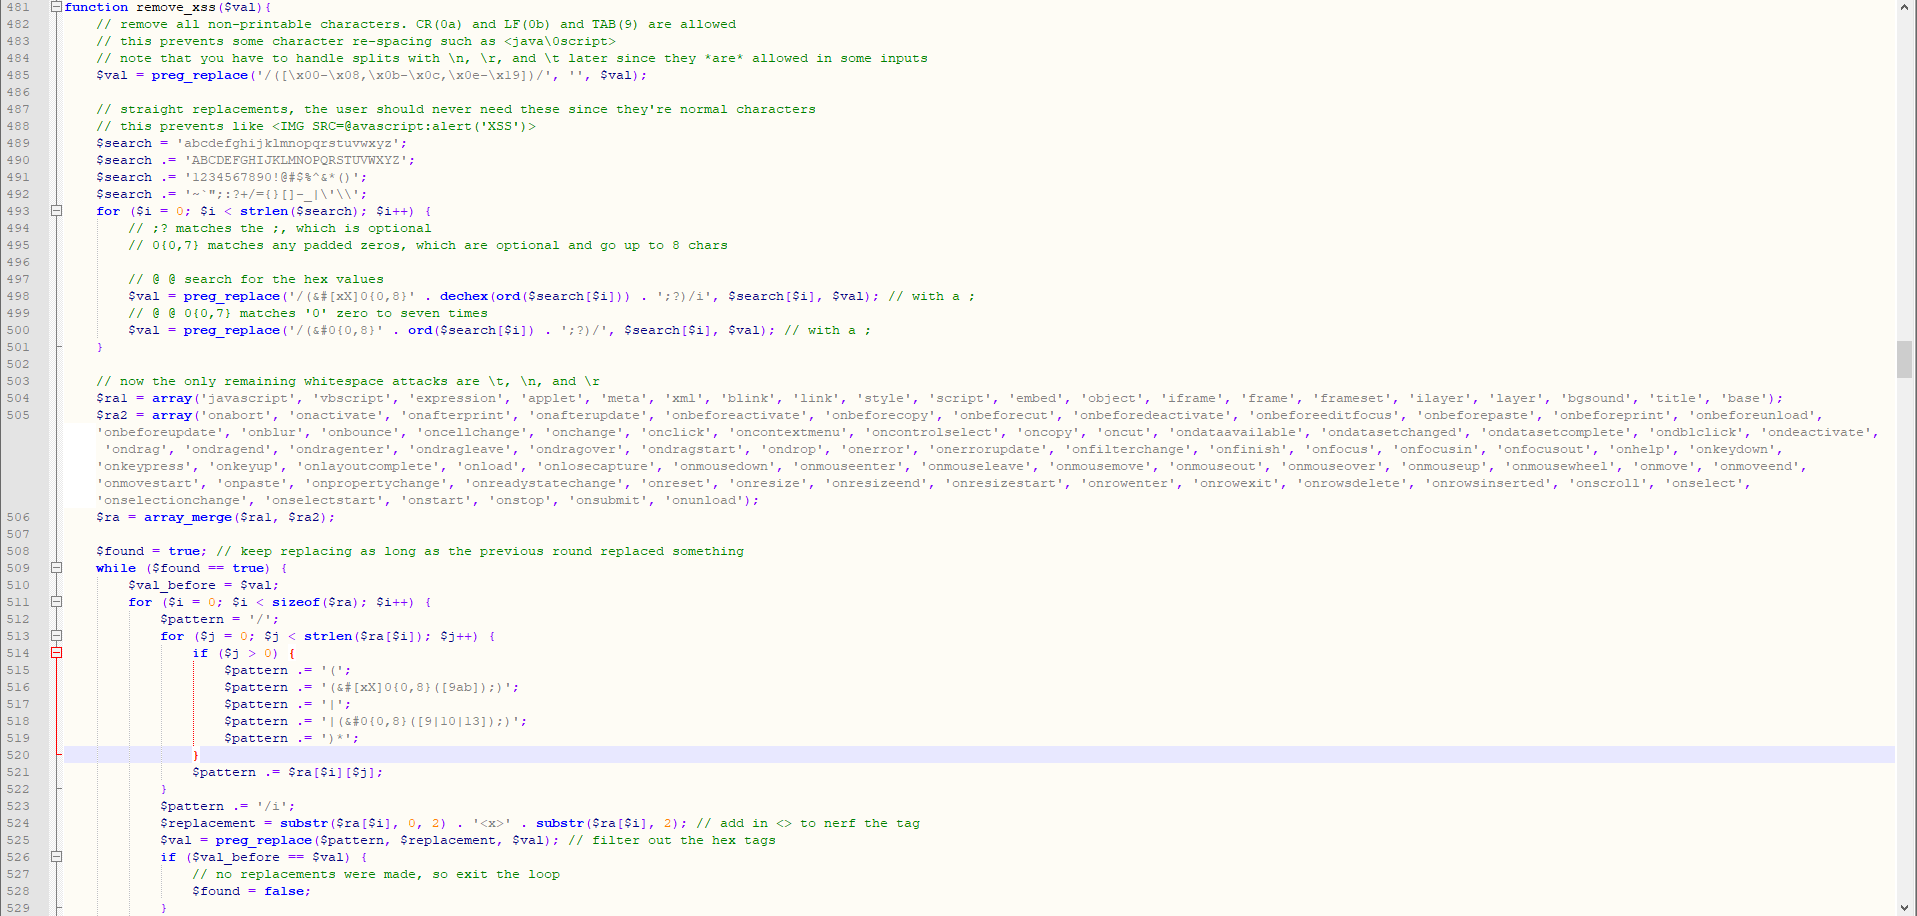 481 function remove_xss($val){
482 // remove all non-printable characters. CR(0a) and LF(0b) and TAB(9) are allowed
483 // this prevents some character re-spacing such as <java\0script>
484 // note that you have to handle splits with \n, \r, and \t later since they *are* allowed in some inputs
485 $val = preg_replace('/([\x00-\x08,\x0b-\x0c,\x0e-\x19])/', '', $val);
486
487 // straight replacements, the user should never need these since they're normal characters
488 // this prevents like <IMG SRC=@avascript:alert('XSS')>
489 $search = 'abcdefghijklmnopqrstuvwxyz';
490 $search .= 'ABCDEFGHIJKLMNOPQRSTUVWXYZ';
491 $search .= '1234567890!@#$%^&*()';
492 $search .= '~`";:?+/={}[]-_|\'\\';
493 for ($i = 0; $i < strlen($search); $i++) {
494 // ;? matches the ;, which is optional
495 // 0{0,7} matches any padded zeros, which are optional and go up to 8 chars
496
497 // @ @ search for the hex values
498 $val = preg_replace('/(&#[xX]0{0,8}' . dechex(ord($search[$i])) . ';?)/i', $search[$i], $val); // with a ;
499 // @ @ 0{0,7} matches '0' zero to seven times
500 $val = preg_replace('/(&#0{0,8}' . ord($search[$i]) . ';?)/', $search[$i], $val); // with a ;
501 }
502
503 // now the only remaining whitespace attacks are \t, \n, and \r
504 $ra1 = array('javascript', 'vbscript', 'expression', 'applet', 'meta', 'xml', 'blink', 'link', 'style', 'script', 'embed', 'object', 'iframe', 'frame', 'frameset', 'ilayer', 'layer', 'bgsound', 'title', 'base');
505 $ra2 = array('onabort', 'onactivate', 'onafterprint', 'onafterupdate', 'onbeforeactivate', 'onbeforecopy', 'onbeforecut', 'onbeforedeactivate', 'onbeforeeditfocus', 'onbeforepaste', 'onbeforeprint', 'onbeforeunload',
'onbeforeupdate', 'onblur', 'onbounce', 'oncellchange', 'onchange', 'onclick', 'oncontextmenu', 'oncontrolselect', 'oncopy', 'oncut', 'ondataavailable', 'ondatasetchanged', 'ondatasetcomplete', 'ondblclick', 'ondeactivate',
'ondrag', 'ondragend', 'ondragenter', 'ondragleave', 'ondragover', 'ondragstart', 'ondrop', 'onerror', 'onerrorupdate', 'onfilterchange', 'onfinish', 'onfocus', 'onfocusin', 'onfocusout', 'onhelp', 'onkeydown',
'onkeypress', 'onkeyup', 'onlayoutcomplete', 'onload', 'onlosecapture', 'onmousedown', 'onmouseenter', 'onmouseleave', 'onmousemove', 'onmouseout', 'onmouseover', 'onmouseup', 'onmousewheel', 'onmove', 'onmoveend',
'onmovestart', 'onpaste', 'onpropertychange', 'onreadystatechange', 'onreset', 'onresize', 'onresizeend', 'onresizestart', 'onrowenter', 'onrowexit', 'onrowsdelete', 'onrowsinserted', 'onscroll', 'onselect',
'onselectionchange', 'onselectstart', 'onstart', 'onstop', 'onsubmit', 'onunload');
506 $ra = array_merge($ra1, $ra2);
507
508 $found = true; // keep replacing as long as the previous round replaced something
509 while ($found == true) {
510 $val_before = $val;
511 for ($i = 0; $i < sizeof($ra); $i++) {
512 $pattern = '/';
513 for ($j = 0; $j < strlen($ra[$i]); $j++) {
514 if ($j > 0) {
515 $pattern .= '(';
516 $pattern .= '(&#[xX]0{0,8}([9ab]);)';
517 $pattern .= '|';
518 $pattern .= '|(&#0{0,8}([9|10|13]);)';
519 $pattern .= ')*';
520 }
521 $pattern .= $ra[$i][$j];
522 }
523 $pattern .= '/i';
524 $replacement = substr($ra[$i], 0, 2) . '<x>' . substr($ra[$i], 2); // add in <> to nerf the tag
525 $val = preg_replace($pattern, $replacement, $val); // filter out the hex tags
526 if ($val_before == $val) {
527 // no replacements were made, so exit the loop
528 $found = false;
529 }